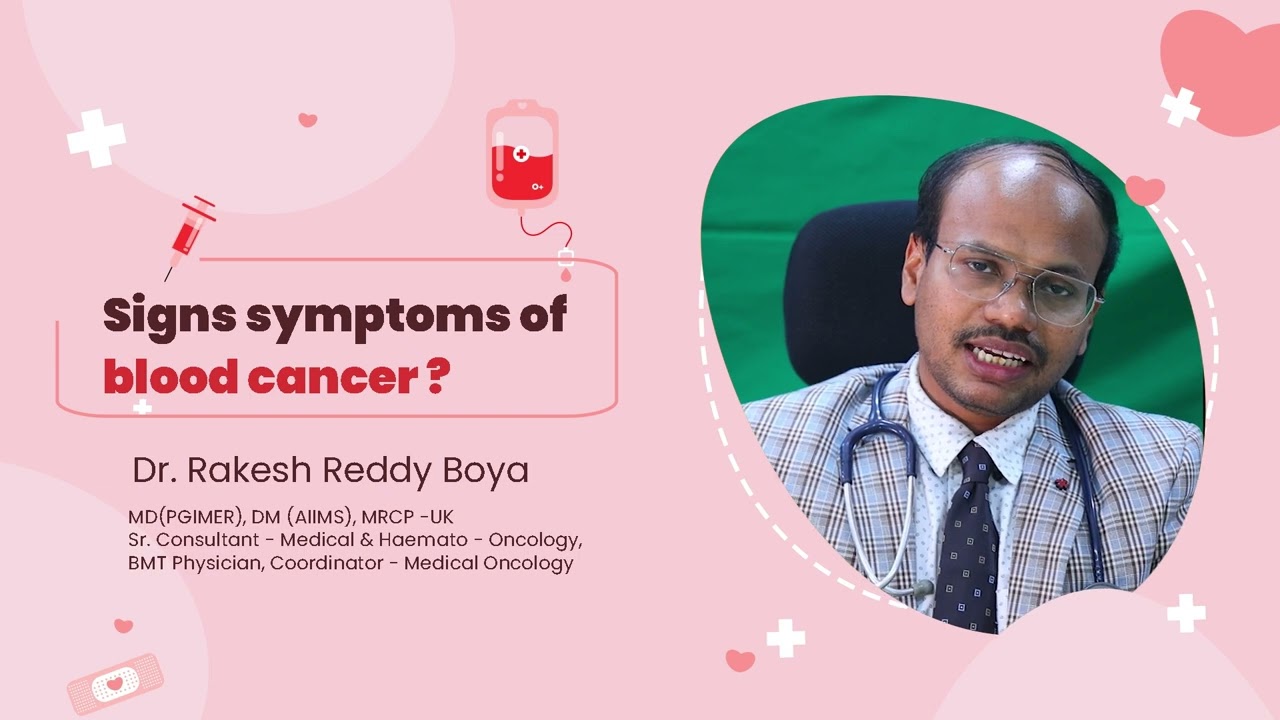 O+
Signs symptoms of
blood cancer ?
Dr. Rakesh Reddy Boya
MD(PGIMER), DM (AIIMS), MRCP -UK
Sr. Consultant - Medical & Haemato - Oncology,
BMT Physician, Coordinator - Medical Oncology